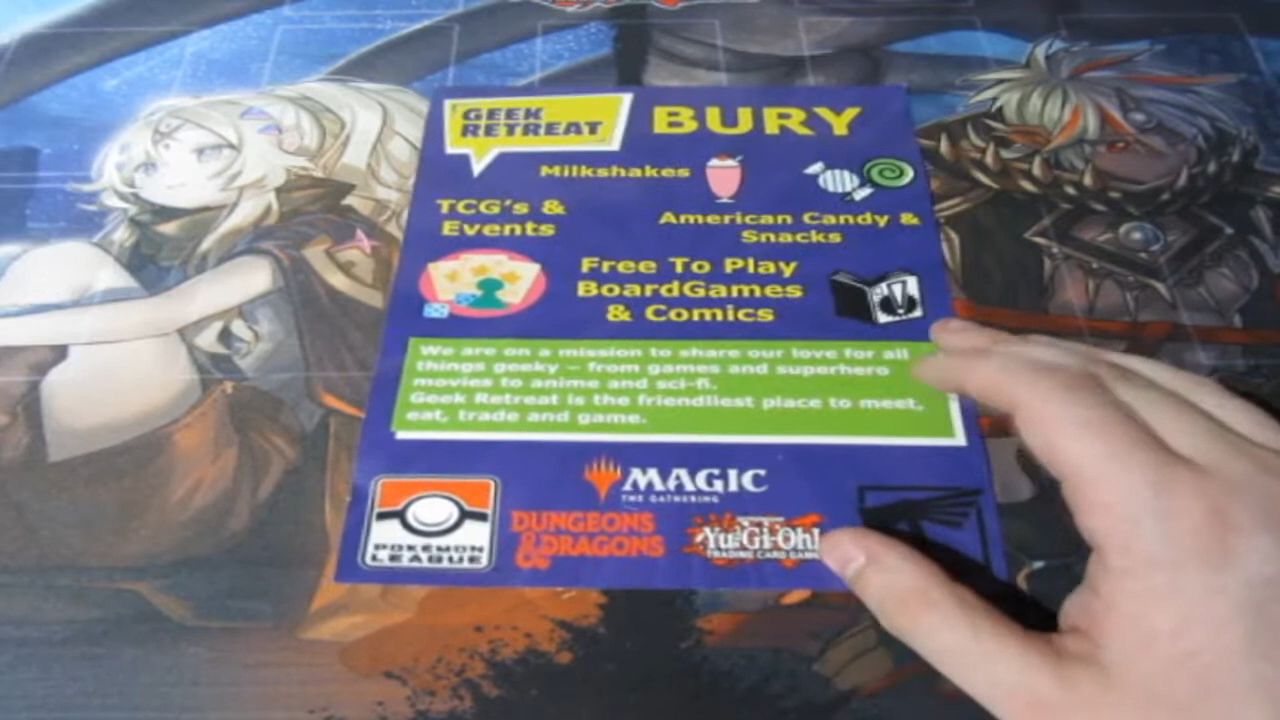 GEEK
RETREAT
BURY
Milkshakes
TCG's &
Events
American Candy &
Snacks
Free To Play
BoardGames
& Comics
We are on a mission to share our love for all
things geeky – from games and superhero
movies to anime and sci-fi.
Geek Retreat is the friendliest place to meet,
eat, trade and game.
MAGIC
THE GATHERING
POKÉMON
LEAGUE
DUNGEONS
& DRAGONS
Yu-Gi-Oh!
TRADING CARD GAME